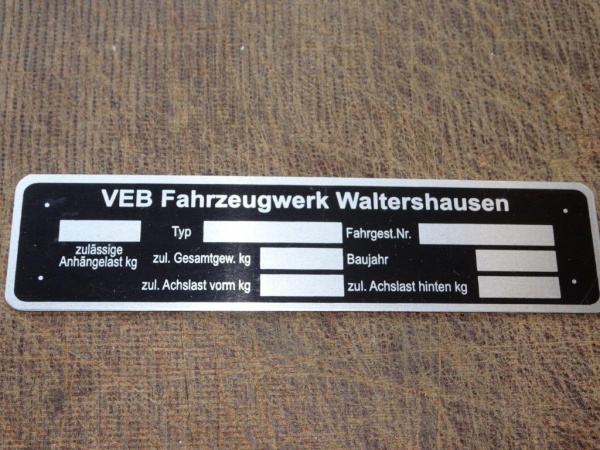 VEB Fahrzeugwerk Waltershausen
Typ Fahrgest.Nr.
zulässige
Anhängelast kg
zul. Gesamtgew. kg Baujahr
zul. Achslast vorm kg zul. Achslast hinten kg